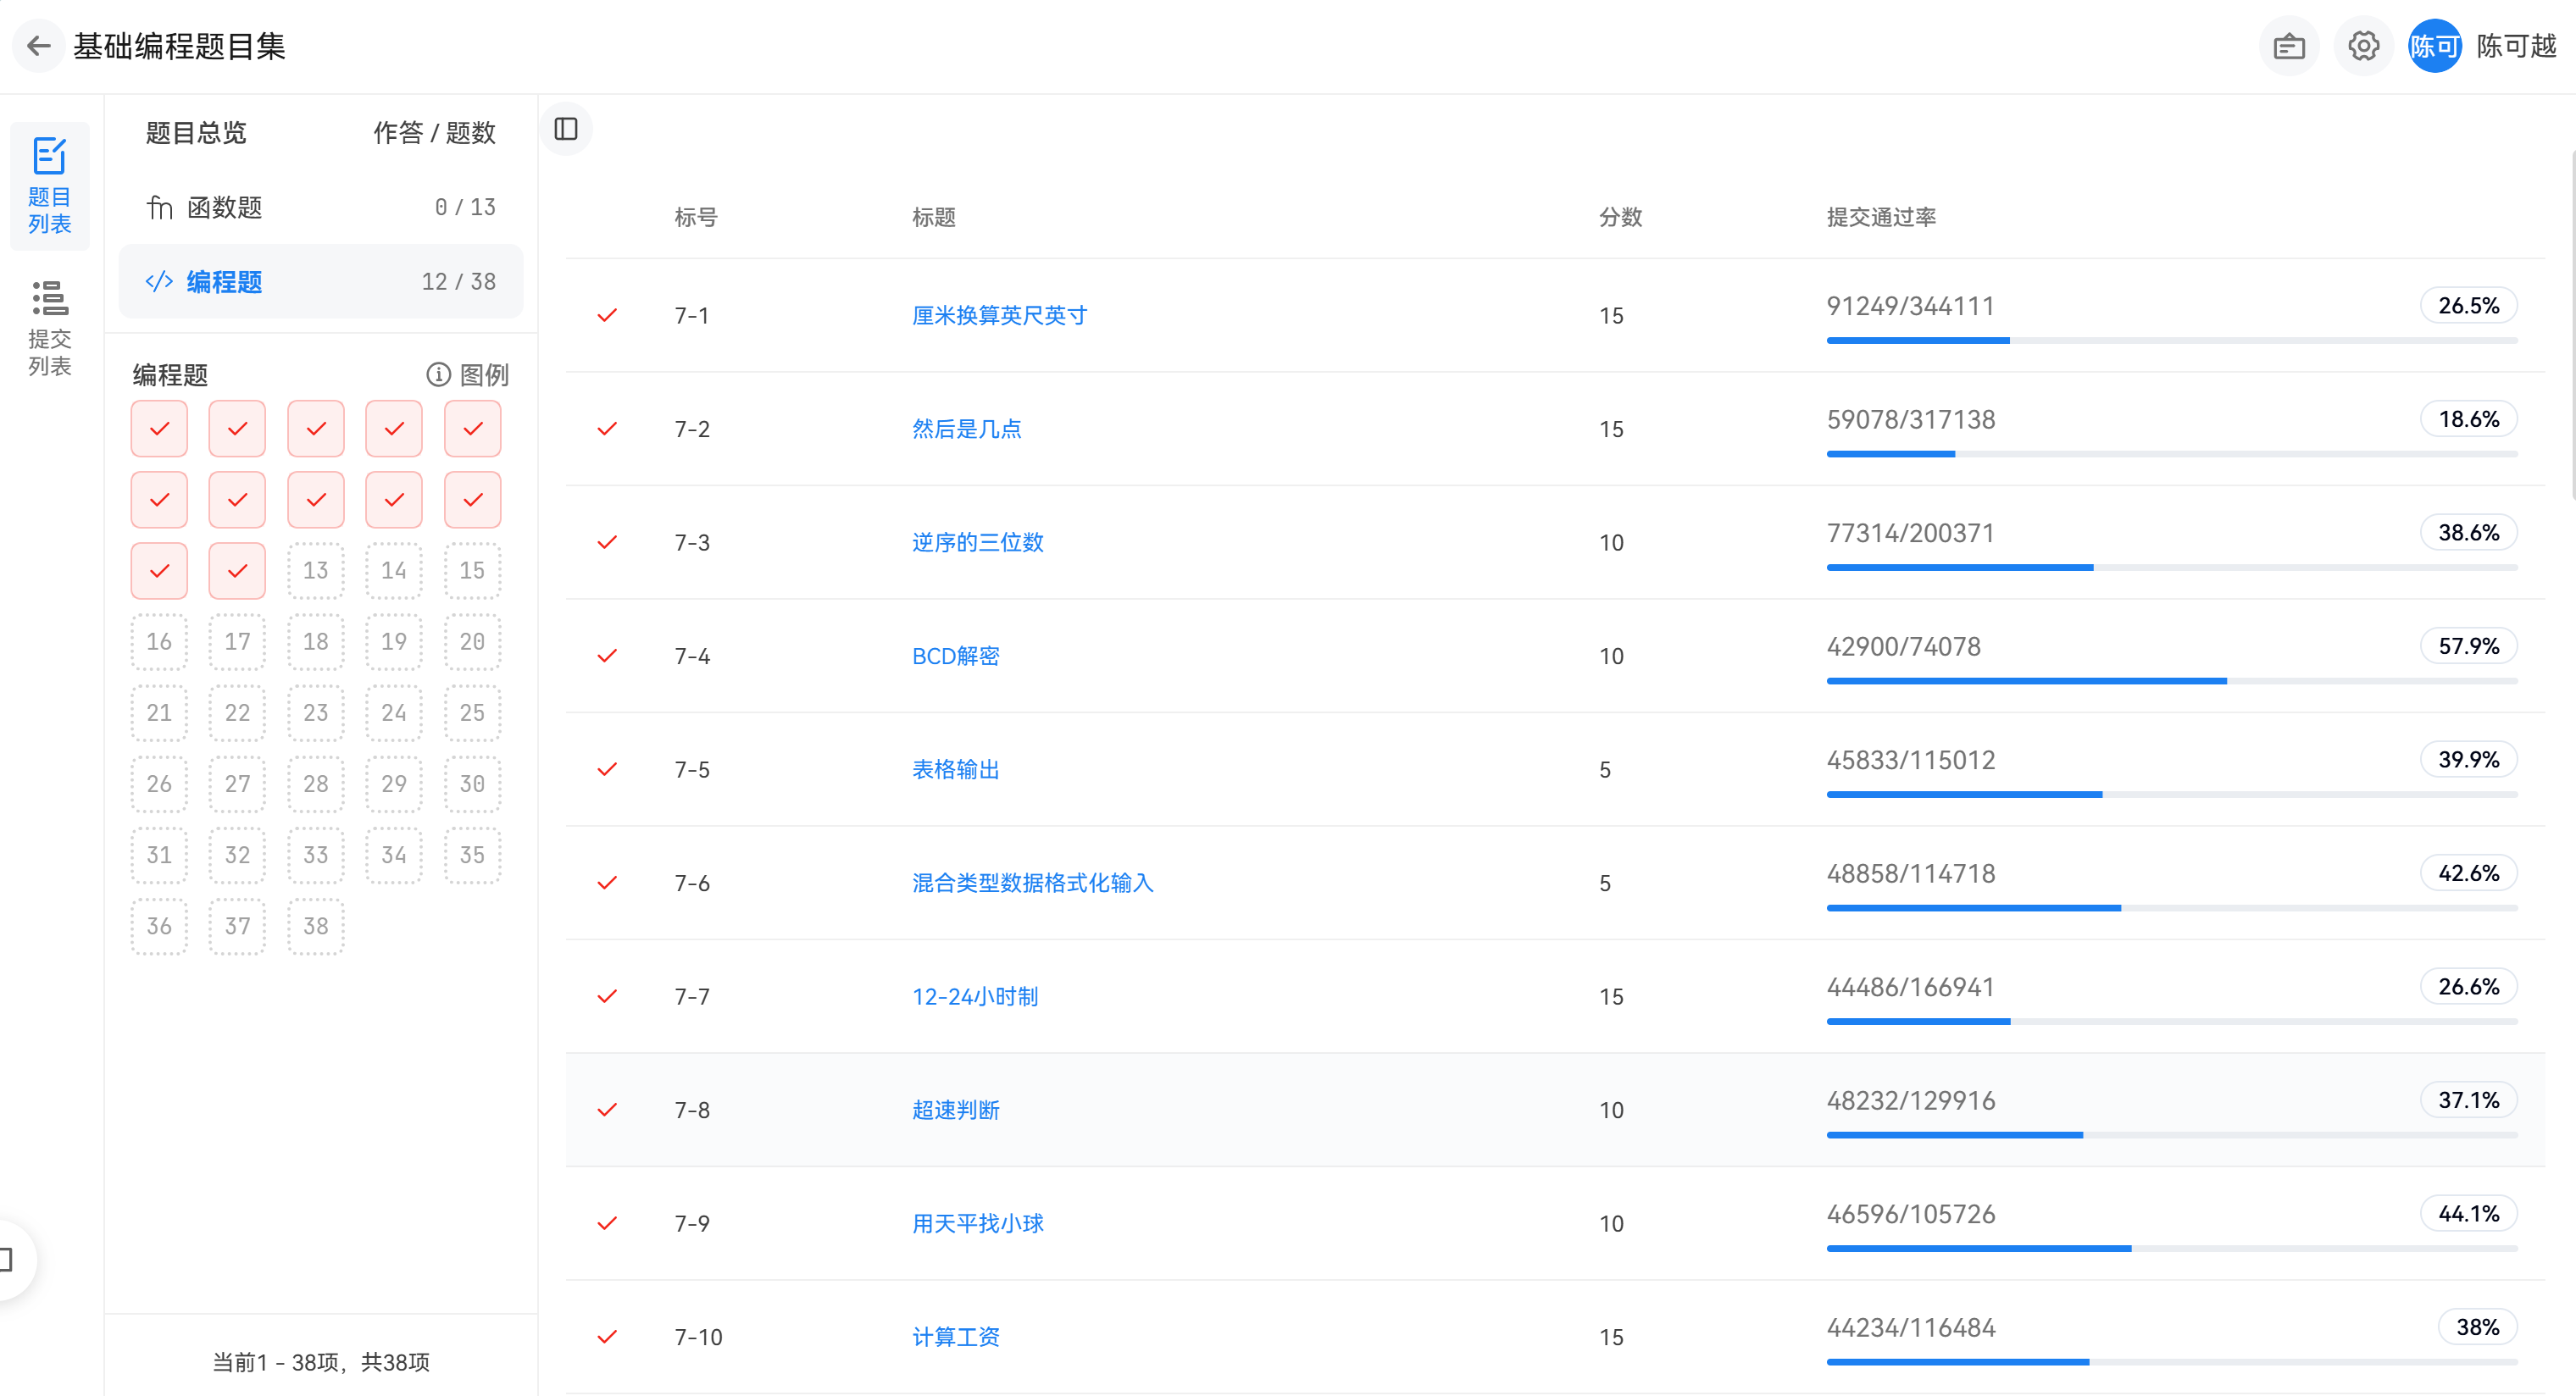 基础编程题目集
陈可
陈可越
题目
列表
提交
列表
题目总览 作答 / 题数
fn 函数题 0 / 13
</> 编程题 12 / 38
编程题 图例
13 14 15
16 17 18 19 20
21 22 23 24 25
26 27 28 29 30
31 32 33 34 35
36 37 38
当前1 - 38项，共38项
标号 标题 分数 提交通过率
7-1 厘米换算英尺英寸 15 91249/344111 26.5%
7-2 然后是几点 15 59078/317138 18.6%
7-3 逆序的三位数 10 77314/200371 38.6%
7-4 BCD解密 10 42900/74078 57.9%
7-5 表格输出 5 45833/115012 39.9%
7-6 混合类型数据格式化输入 5 48858/114718 42.6%
7-7 12-24小时制 15 44486/166941 26.6%
7-8 超速判断 10 48232/129916 37.1%
7-9 用天平找小球 10 46596/105726 44.1%
7-10 计算工资 15 44234/116484 38%